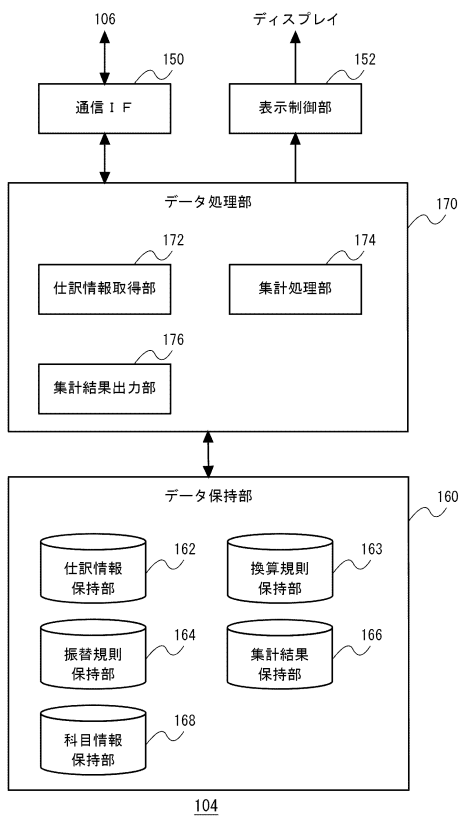 106
ディスプレイ
150
152
通信IF
表示制御部
データ処理部
170
172
174
仕訳情報取得部
集計処理部
176
集計結果出力部
データ保持部
160
162
163
仕訳情報
保持部
換算規則
保持部
164
166
振替規則
保持部
集計結果
保持部
168
科目情報
保持部
104